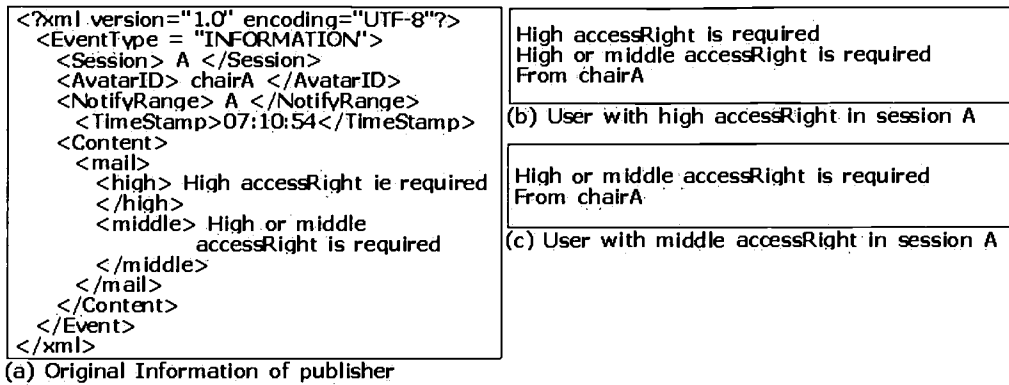 <?xml version="1.0" encoding="UTF-8"?>
<EventType = "INFORMATION">
<Session> A </Session>
<AvatarID> chairA </AvatarID>
<NotifyRange> A </NotifyRange>
<TimeStamp>07:10:54</TimeStamp>
<Content>
<mail>
<high> High accessRight ie required
</high>
<middle> High or middle
accessRight is required
</middle>
</mail>
</Content>
</Event>
</xml>
(a) Original Information of publisher
High accessRight is required
High or middle accessRight is required
From chairA
(b) User with high accessRight in session A
High or middle accessRight is required
From chairA
(c) User with middle accessRight in session A